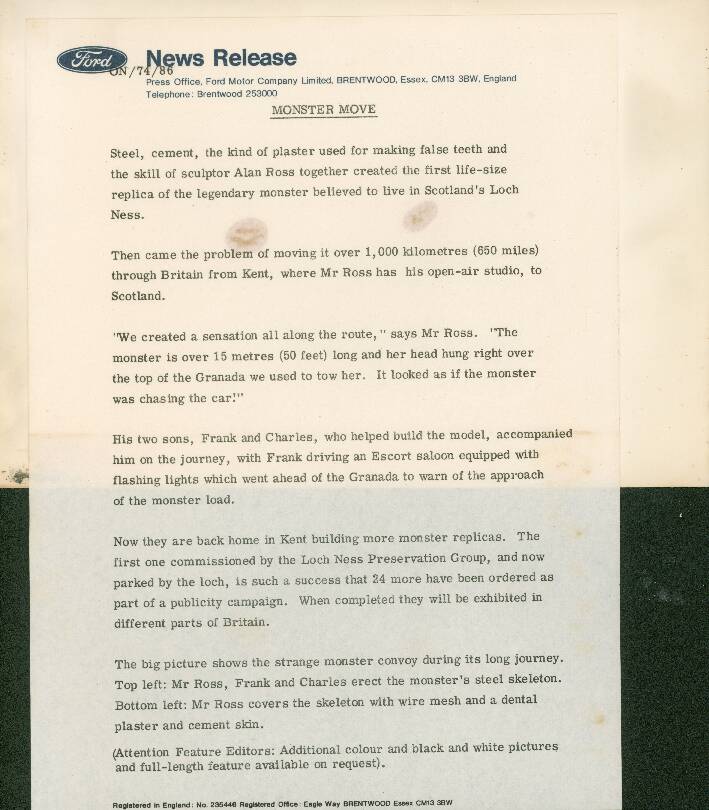 Ford
News Release
ON/74/86
Press Office, Ford Motor Company Limited, BRENTWOOD, Essex, CM13 3BW, England
Telephone: Brentwood 253000
MONSTER MOVE
Steel, cement, the kind of plaster used for making false teeth and
the skill of sculptor Alan Ross together created the first life-size
replica of the legendary monster believed to live in Scotland's Loch
Ness.
Then came the problem of moving it over 1,000 kilometres (650 miles)
through Britain from Kent, where Mr Ross has his open-air studio, to
Scotland.
"We created a sensation all along the route," says Mr Ross. "The
monster is over 15 metres (50 feet) long and her head hung right over
the top of the Granada we used to tow her. It looked as if the monster
was chasing the car!"
His two sons, Frank and Charles, who helped build the model, accompanied
him on the journey, with Frank driving an Escort saloon equipped with
flashing lights which went ahead of the Granada to warn of the approach
of the monster load.
Now they are back home in Kent building more monster replicas. The
first one commissioned by the Loch Ness Preservation Group, and now
parked by the loch, is such a success that 24 more have been ordered as
part of a publicity campaign. When completed they will be exhibited in
different parts of Britain.
The big picture shows the strange monster convoy during its long journey.
Top left: Mr Ross, Frank and Charles erect the monster's steel skeleton.
Bottom left: Mr Ross covers the skeleton with wire mesh and a dental
plaster and cement skin.
(Attention Feature Editors: Additional colour and black and white pictures
and full-length feature available on request).
Registered in England: No. 235446 Registered Office: Eagle Way BRENTWOOD Essex CM13 3BW